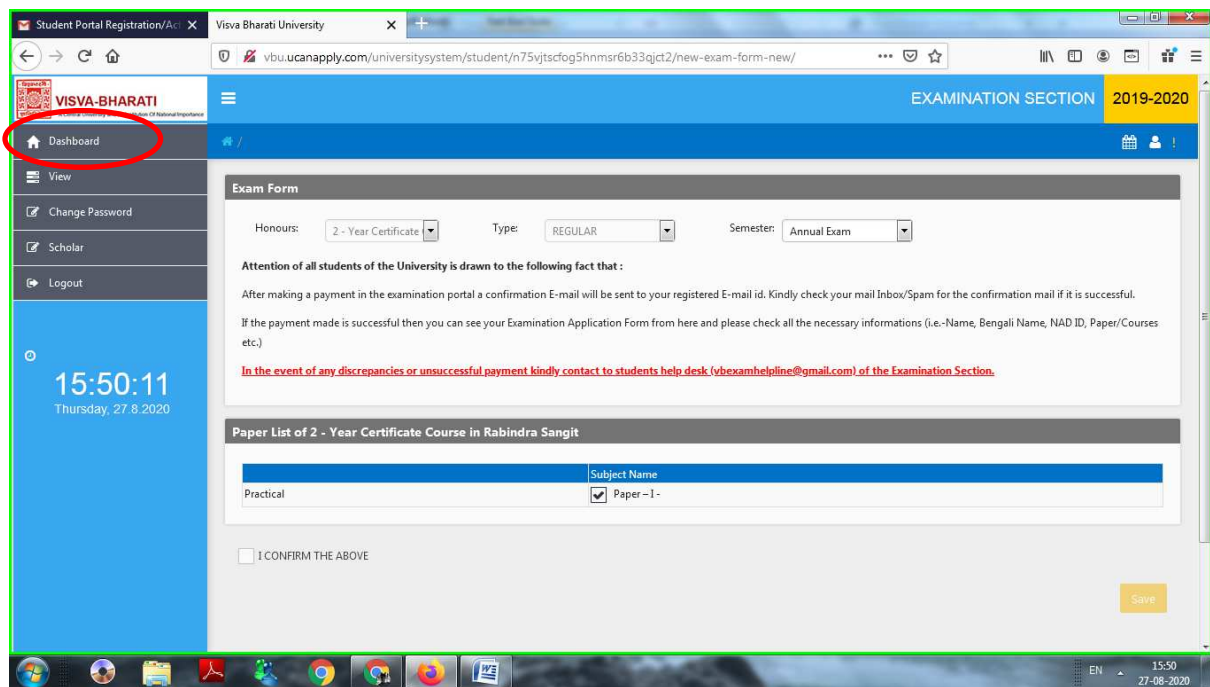 Student Portal Registration/Act
Visva Bharati University
vbu.ucanapply.com/universitysystem/student/n75vjtscfog5hnmsr6b33qjct2/new-exam-form-new/
VISVA-BHARATI
EXAMINATION SECTION 2019-2020
Dashboard
/
View
Change Password
Scholar
Logout
15:50:11
Thursday, 27.8.2020
Exam Form
Honours: 2 - Year Certificate Type: REGULAR Semester: Annual Exam
Attention of all students of the University is drawn to the following fact that :
After making a payment in the examination portal a confirmation E-mail will be sent to your registered E-mail id. Kindly check your mail Inbox/Spam for the confirmation mail if it is successful.
If the payment made is successful then you can see your Examination Application Form from here and please check all the necessary informations (i.e.-Name, Bengali Name, NAD ID, Paper/Courses
etc.)
In the event of any discrepancies or unsuccessful payment kindly contact to students help desk (vbexamhelpline@gmail.com) of the Examination Section.
Paper List of 2 - Year Certificate Course in Rabindra Sangit
Subject Name
Practical Paper – I -
I CONFIRM THE ABOVE
Save
EN 15:50
27-08-2020